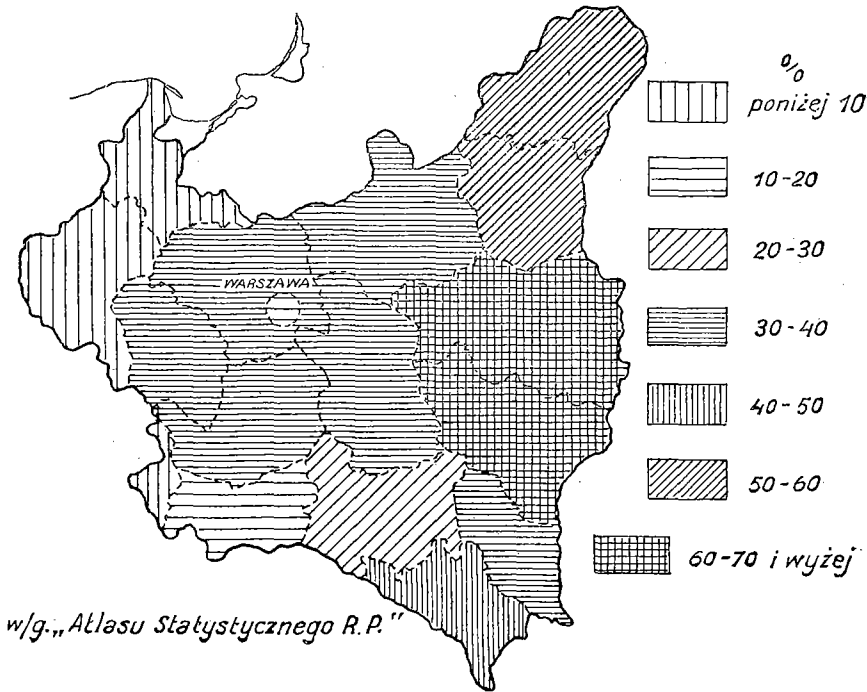 %
poniżej 10
10-20
20-30
WARSZAWA
30-40
40-50
50-60
60-70 i wyżej
w/g. „Atlasu Statystycznego R.P."